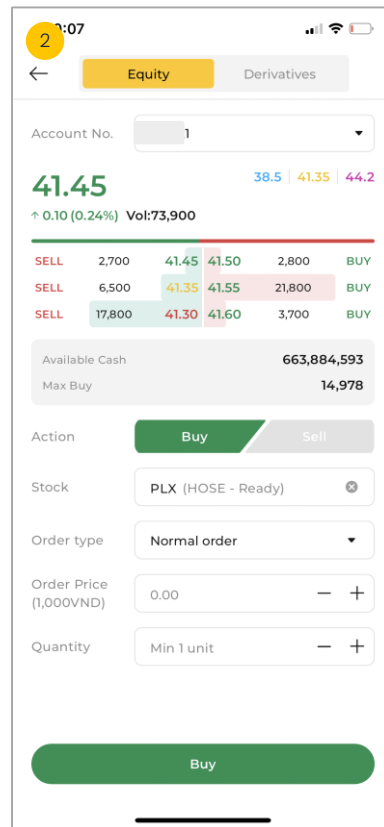 2
:07
Equity Derivatives
Account No. 1
41.45 38.5 41.35 44.2
↑ 0.10 (0.24%) Vol:73,900
SELL 2,700 41.45 41.50 2,800 BUY
SELL 6,500 41.35 41.55 21,800 BUY
SELL 17,800 41.30 41.60 3,700 BUY
Available Cash 663,884,593
Max Buy 14,978
Action Buy Sell
Stock PLX (HOSE - Ready)
Order type Normal order
Order Price
(1,000VND) 0.00 − +
Quantity Min 1 unit − +
Buy